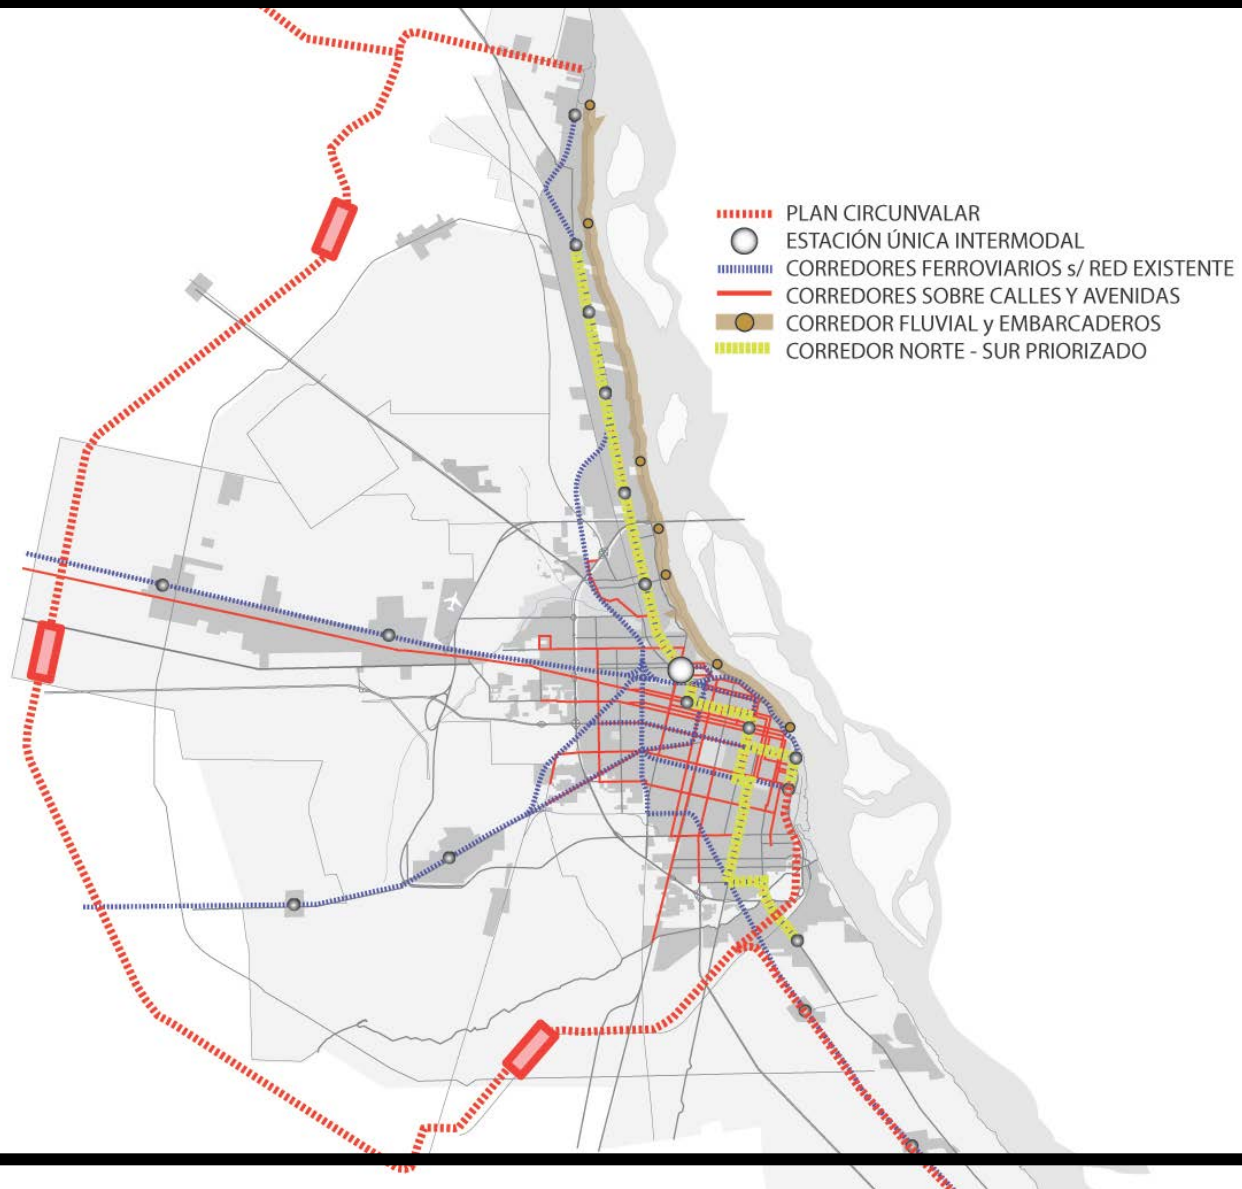 PLAN CIRCUNVALAR
ESTACIÓN ÚNICA INTERMODAL
CORREDORES FERROVIARIOS s/ RED EXISTENTE
CORREDORES SOBRE CALLES Y AVENIDAS
CORREDOR FLUVIAL y EMBARCADEROS
CORREDOR NORTE - SUR PRIORIZADO